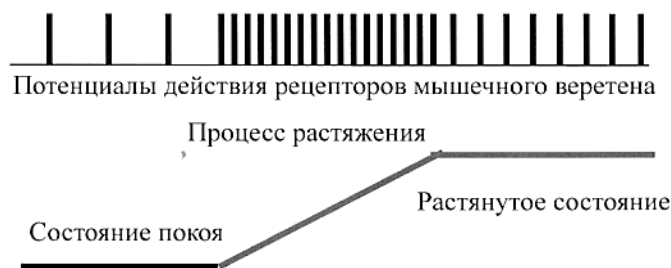 Потенциалы действия рецепторов мышечного веретена
Процесс растяжения
Растянутое состояние
Состояние покоя